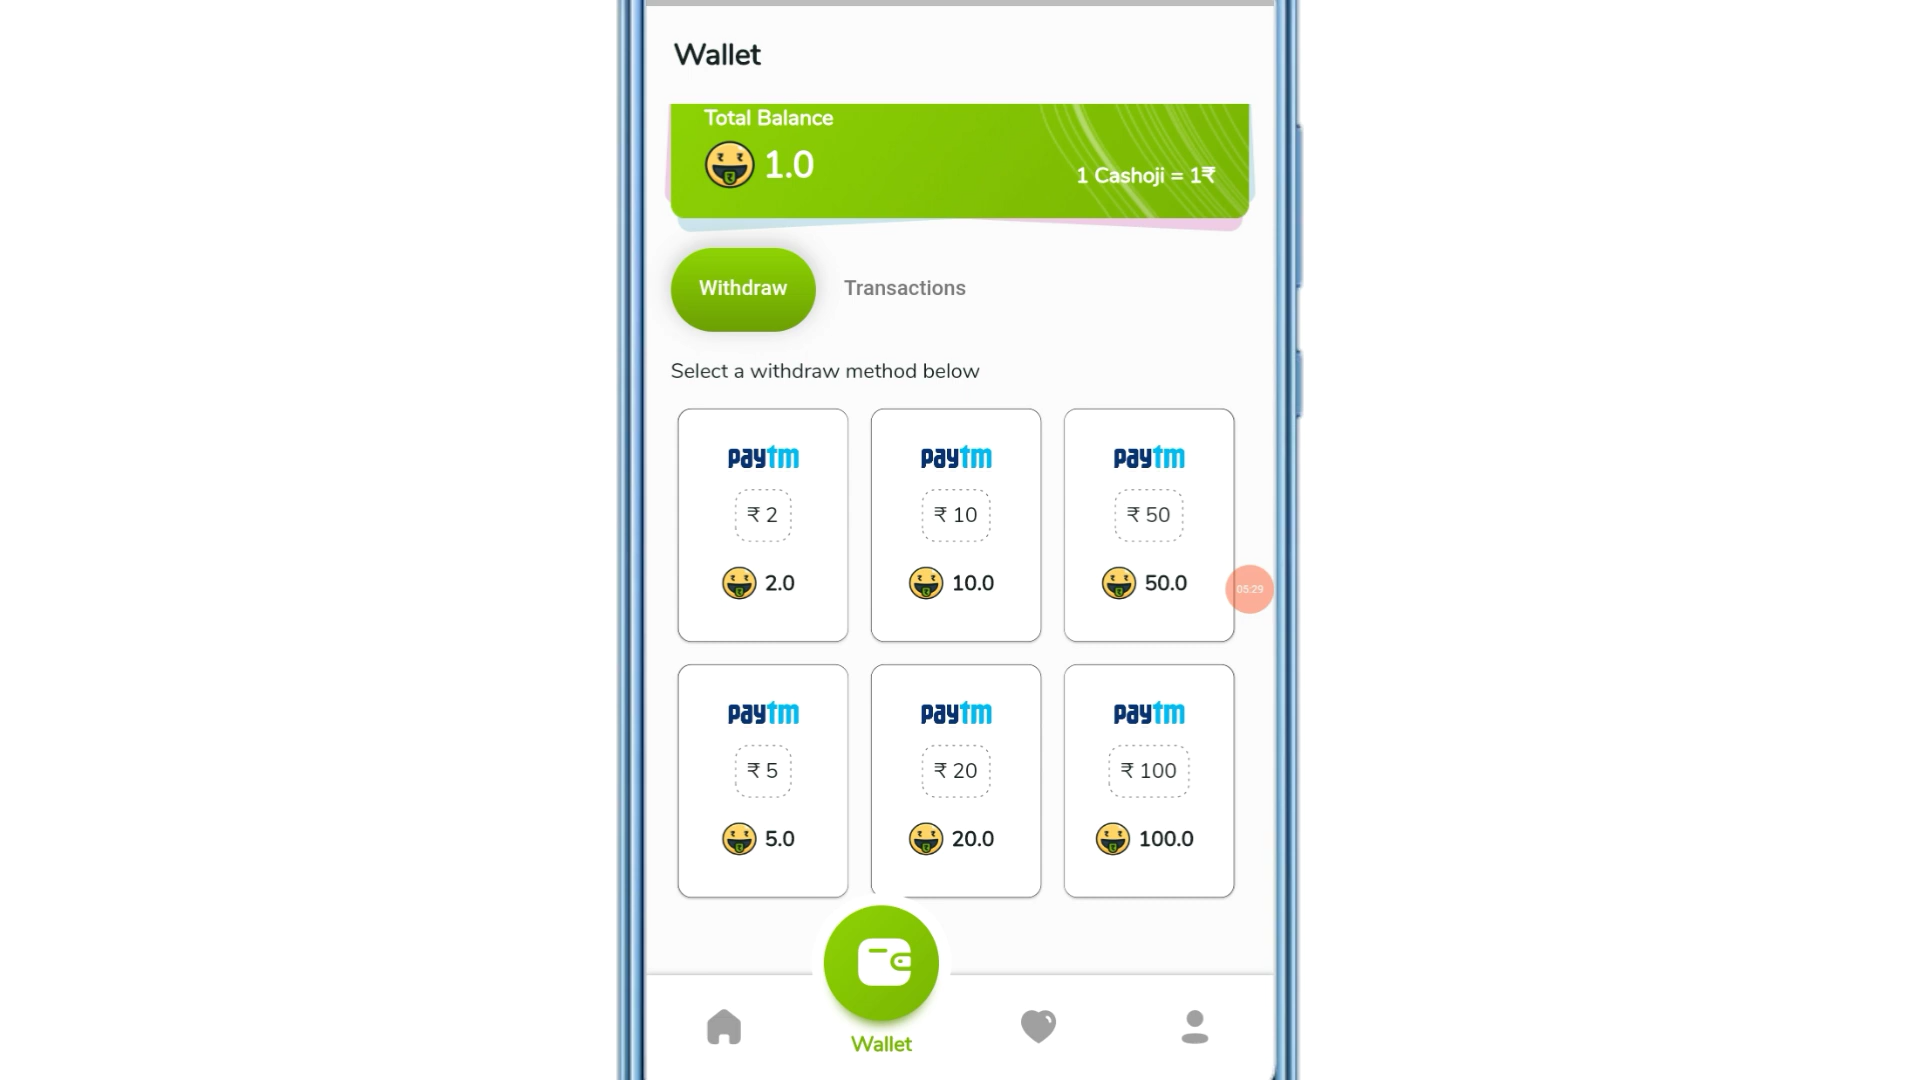 Wallet
Total Balance
1.0
1 Cashoji = 1₹
Withdraw Transactions
Select a withdraw method below
paytm paytm paytm
₹ 2 ₹ 10 ₹ 50
2.0 10.0 50.0
05:29
paytm paytm paytm
₹ 5 ₹ 20 ₹ 100
5.0 20.0 100.0
Wallet